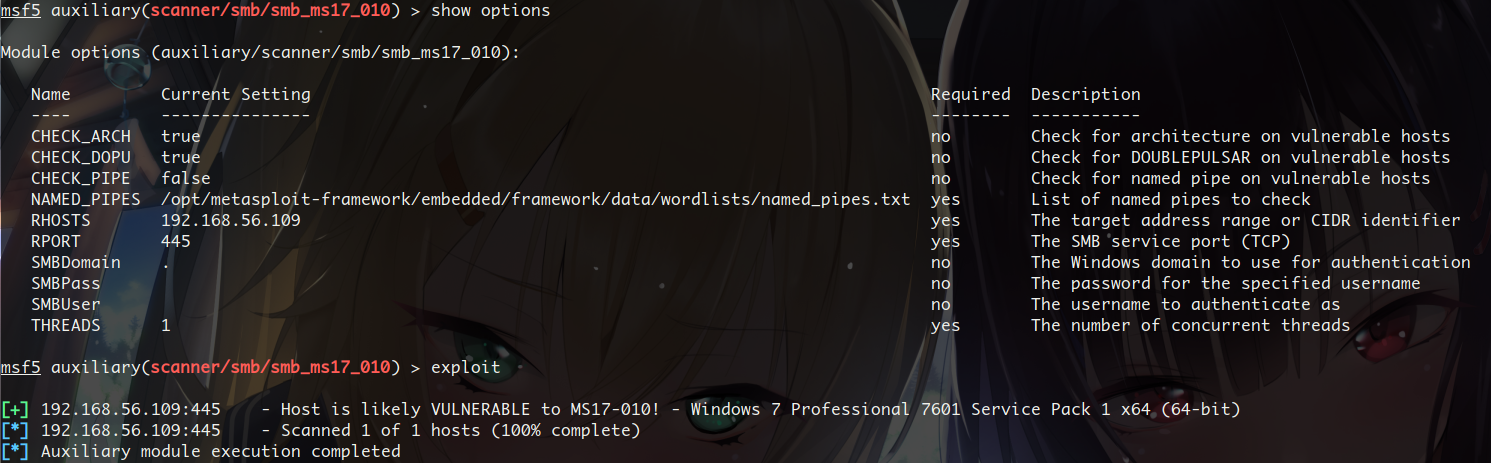 msf5 auxiliary(scanner/smb/smb_ms17_010) > show options
Module options (auxiliary/scanner/smb/smb_ms17_010):
Name Current Setting Required Description
---- --------------- -------- -----------
CHECK_ARCH true no Check for architecture on vulnerable hosts
CHECK_DOPU true no Check for DOUBLEPULSAR on vulnerable hosts
CHECK_PIPE false no Check for named pipe on vulnerable hosts
NAMED_PIPES /opt/metasploit-framework/embedded/framework/data/wordlists/named_pipes.txt yes List of named pipes to check
RHOSTS 192.168.56.109 yes The target address range or CIDR identifier
RPORT 445 yes The SMB service port (TCP)
SMBDomain . no The Windows domain to use for authentication
SMBPass no The password for the specified username
SMBUser no The username to authenticate as
THREADS 1 yes The number of concurrent threads
msf5 auxiliary(scanner/smb/smb_ms17_010) > exploit
[+] 192.168.56.109:445 - Host is likely VULNERABLE to MS17-010! - Windows 7 Professional 7601 Service Pack 1 x64 (64-bit)
[*] 192.168.56.109:445 - Scanned 1 of 1 hosts (100% complete)
[*] Auxiliary module execution completed